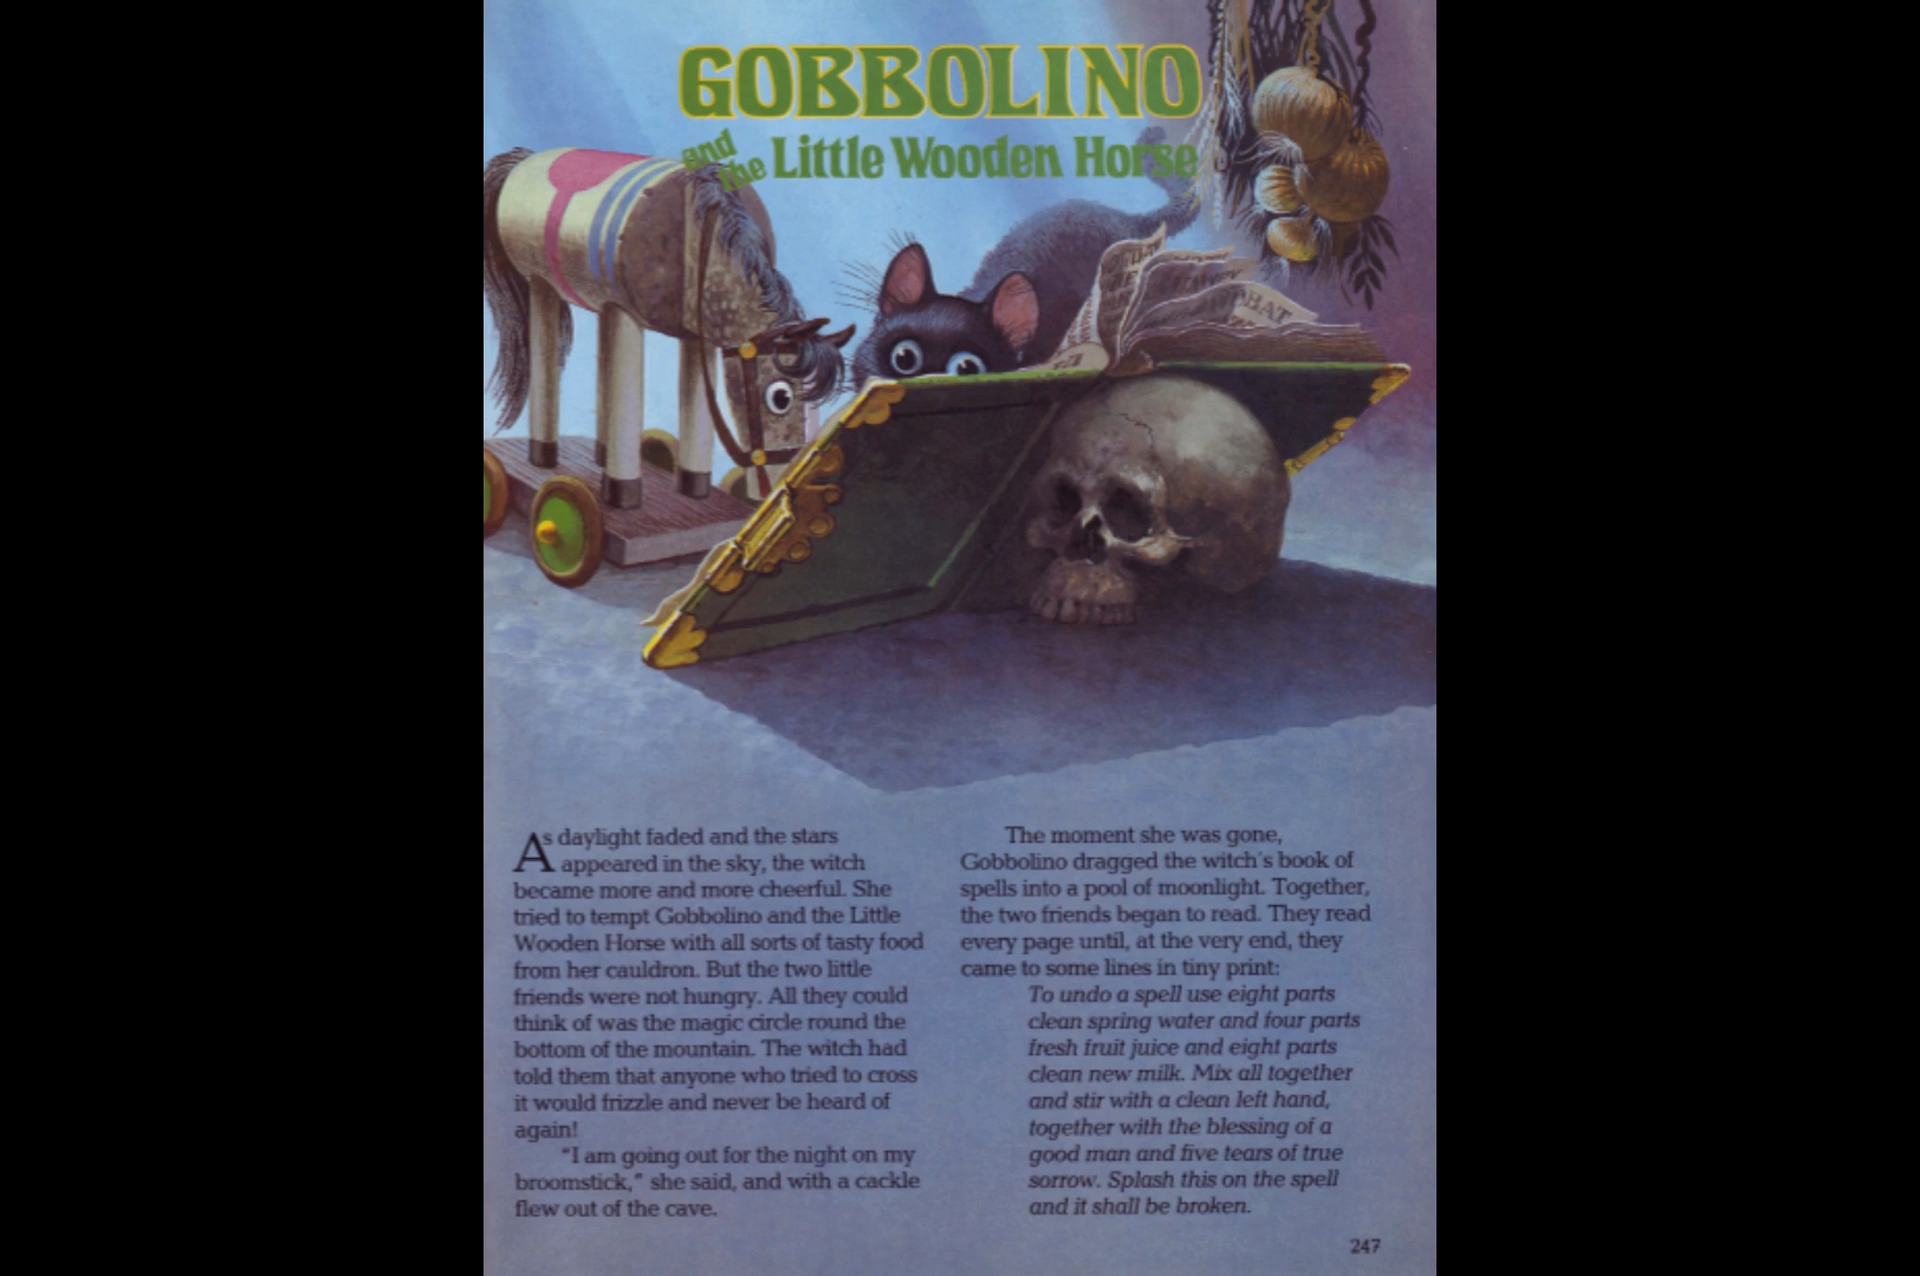 GOBBOLINO
and the Little Wooden Horse
BAT
As daylight faded and the stars
appeared in the sky, the witch
became more and more cheerful. She
tried to tempt Gobbolino and the Little
Wooden Horse with all sorts of tasty food
from her cauldron. But the two little
friends were not hungry. All they could
think of was the magic circle round the
bottom of the mountain. The witch had
told them that anyone who tried to cross
it would frizzle and never be heard of
again!
"I am going out for the night on my
broomstick," she said, and with a cackle
flew out of the cave.
The moment she was gone,
Gobbolino dragged the witch's book of
spells into a pool of moonlight. Together,
the two friends began to read. They read
every page until, at the very end, they
came to some lines in tiny print:
To undo a spell use eight parts
clean spring water and four parts
fresh fruit juice and eight parts
clean new milk. Mix all together
and stir with a clean left hand,
together with the blessing of a
good man and five tears of true
sorrow. Splash this on the spell
and it shall be broken.
247